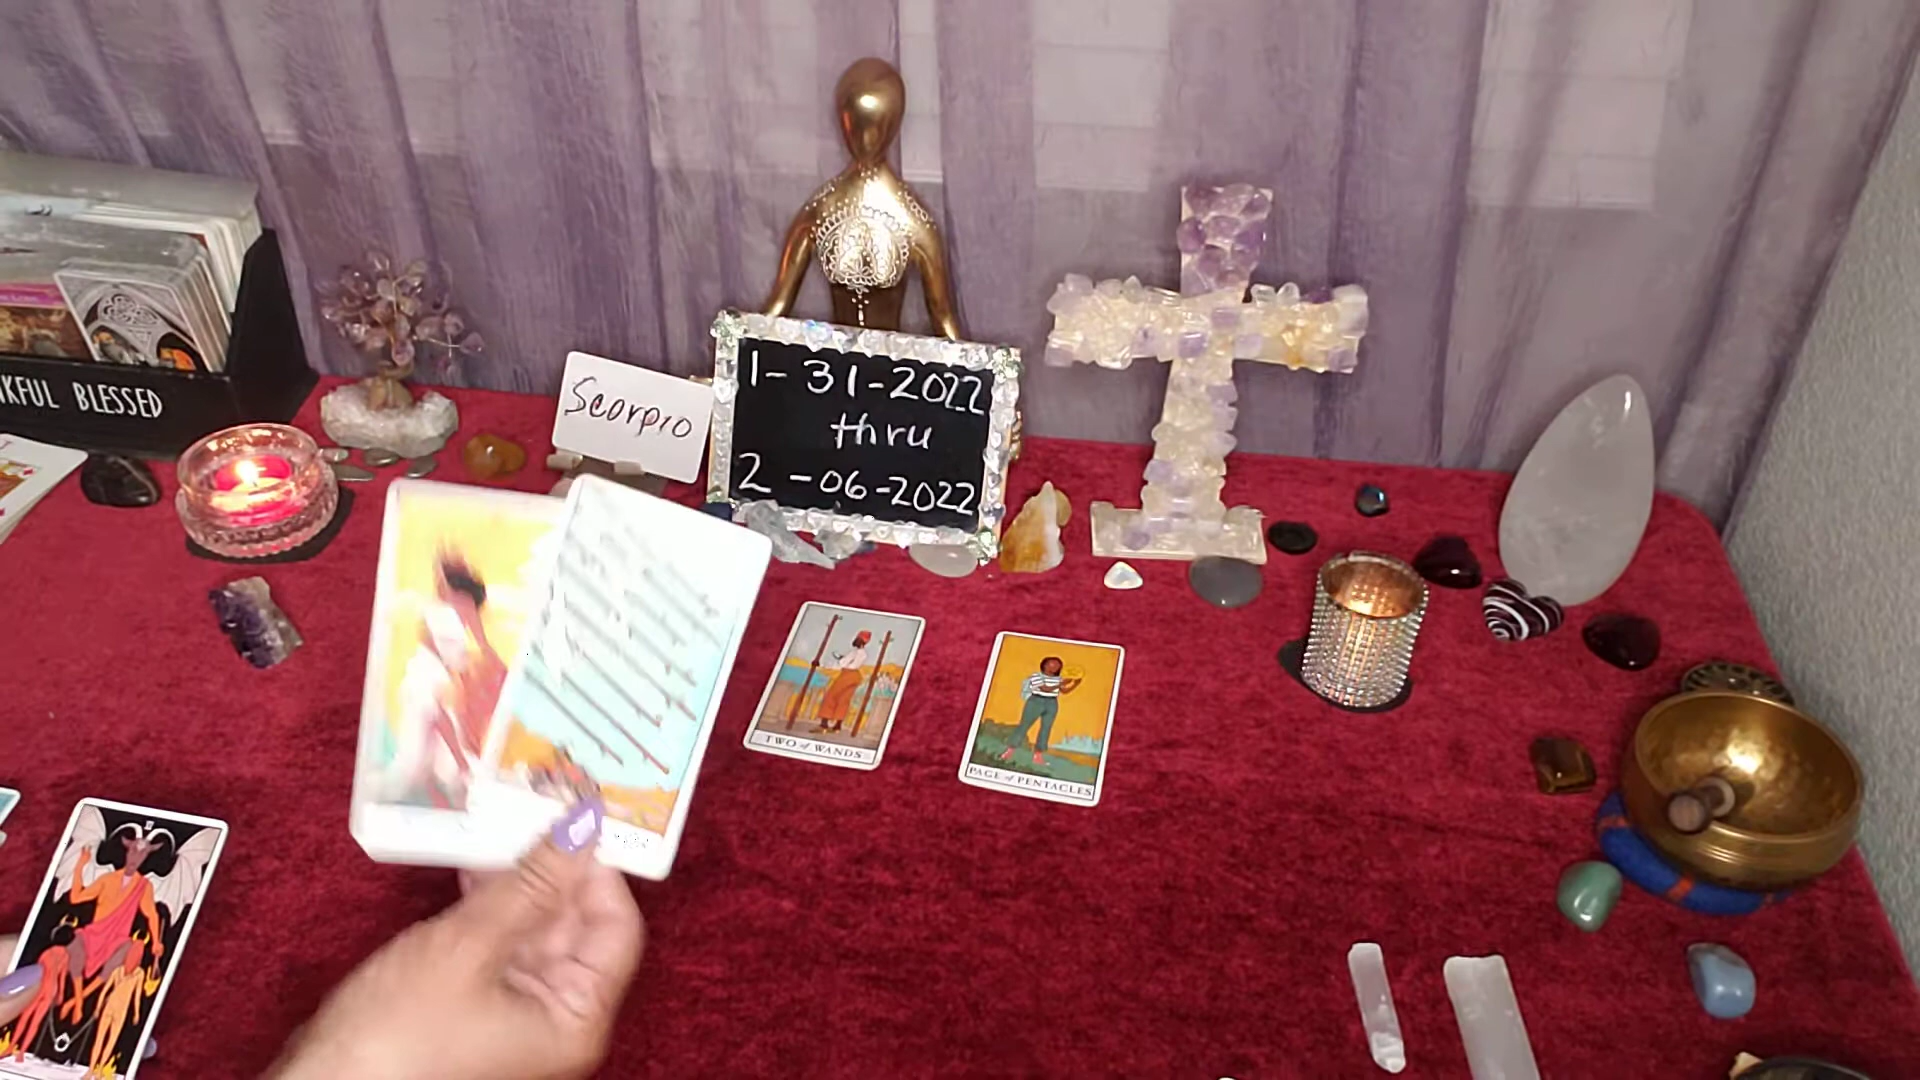 KFUL BLESSED
Scorpio
1-31-2022
thru
2-06-2022
TWO of WANDS
PAGE of PENTACLES